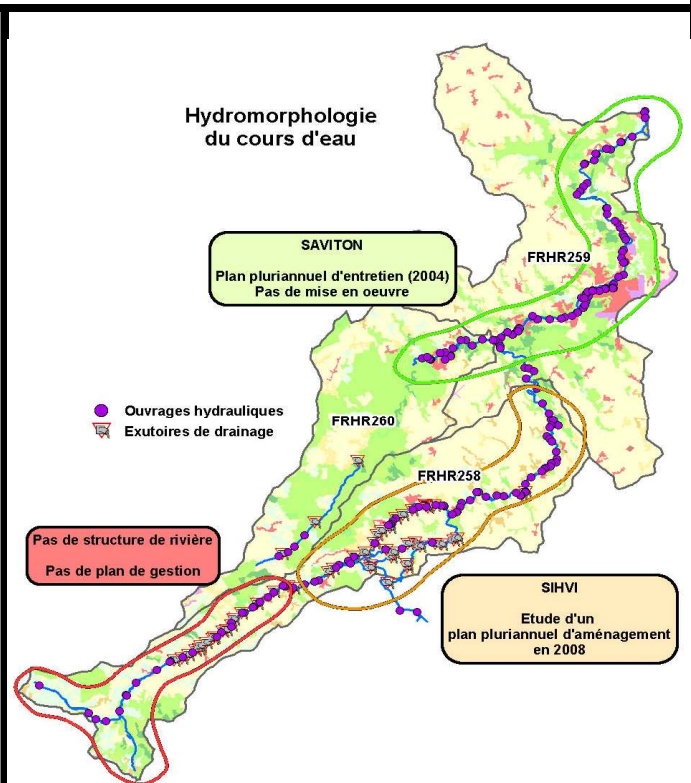 Hydromorphologie
du cours d'eau
SAVITON
Plan pluriannuel d'entretien (2004)
Pas de mise en oeuvre
FRHR259
Ouvrages hydrauliques
Exutoires de drainage
FRHR260
FRHR258
Pas de structure de rivière
Pas de plan de gestion
SIHVI
Etude d'un
plan pluriannuel d'aménagement
en 2008